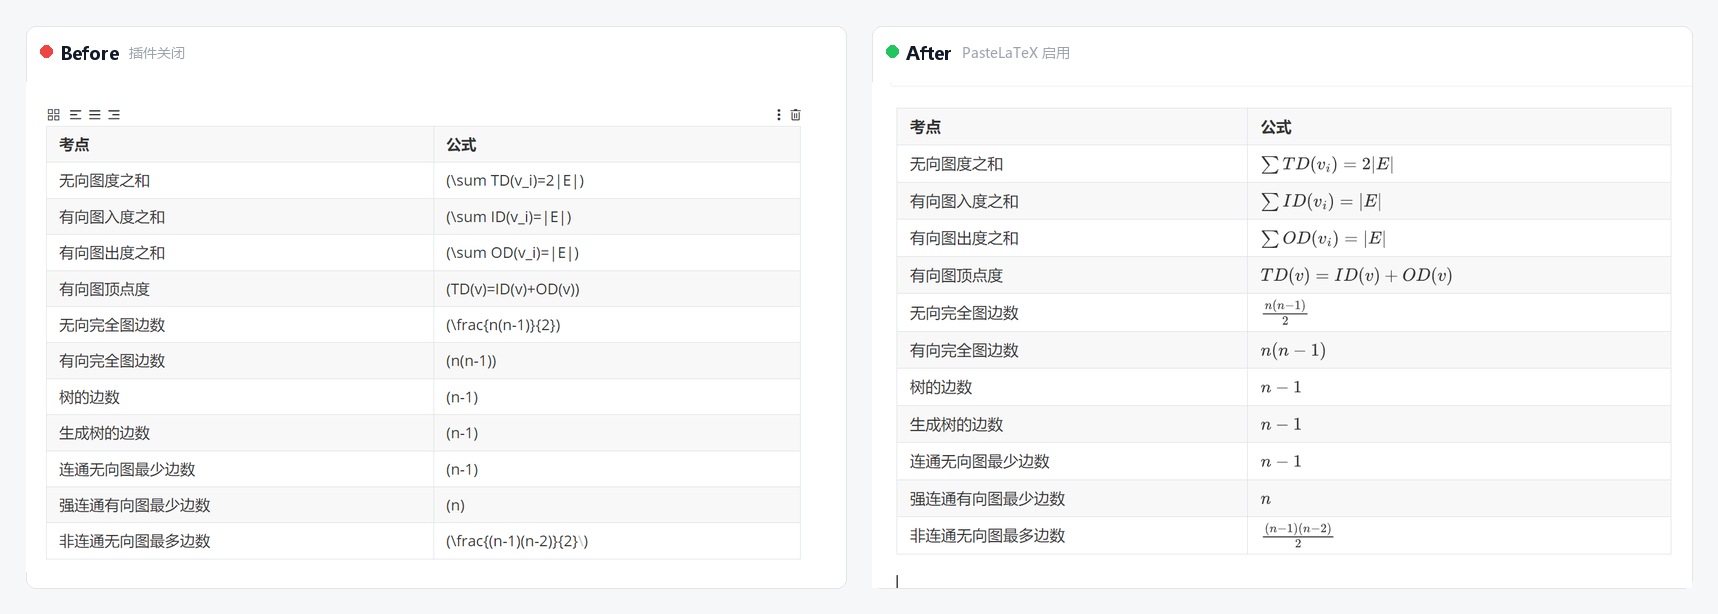 Before 插件关闭
考点 公式
无向图度之和 (\sum TD(v_i)=2|E|)
有向图入度之和 (\sum ID(v_i)=|E|)
有向图出度之和 (\sum OD(v_i)=|E|)
有向图顶点度 (TD(v)=ID(v)+OD(v))
无向完全图边数 (\frac{n(n-1)}{2})
有向完全图边数 (n(n-1))
树的边数 (n-1)
生成树的边数 (n-1)
连通无向图最少边数 (n-1)
强连通有向图最少边数 (n)
非连通无向图最多边数 (\frac{(n-1)(n-2)}{2}\)
After PasteLaTeX 启用
考点 公式
无向图度之和 ∑ TD(v_i) = 2|E|
有向图入度之和 ∑ ID(v_i) = |E|
有向图出度之和 ∑ OD(v_i) = |E|
有向图顶点度 TD(v) = ID(v) + OD(v)
无向完全图边数 n(n−1)/2
有向完全图边数 n(n − 1)
树的边数 n − 1
生成树的边数 n − 1
连通无向图最少边数 n − 1
强连通有向图最少边数 n
非连通无向图最多边数 (n−1)(n−2)/2